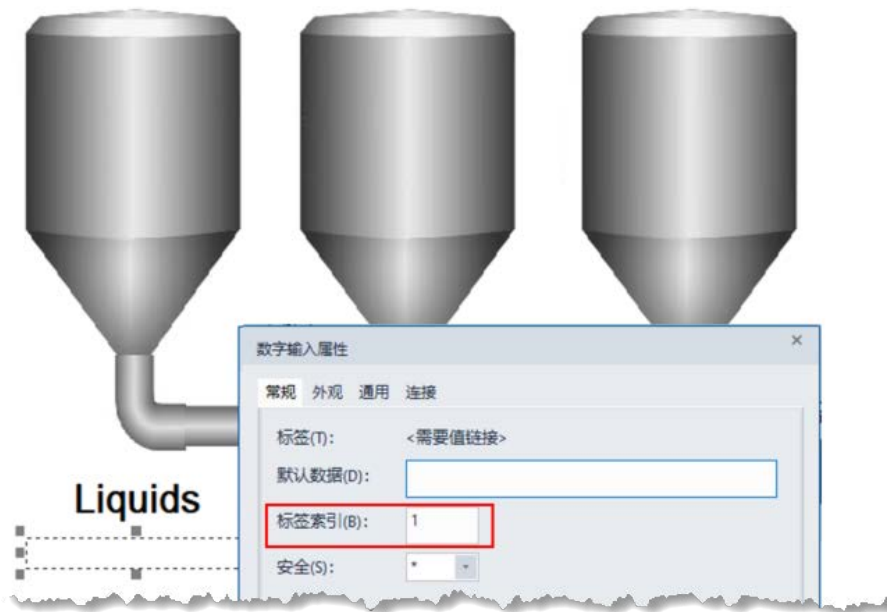 数字输入属性
常规 外观 通用 连接
标签(T): <需要值链接>
默认数据(D):
Liquids
标签索引(B): 1
安全(S): *